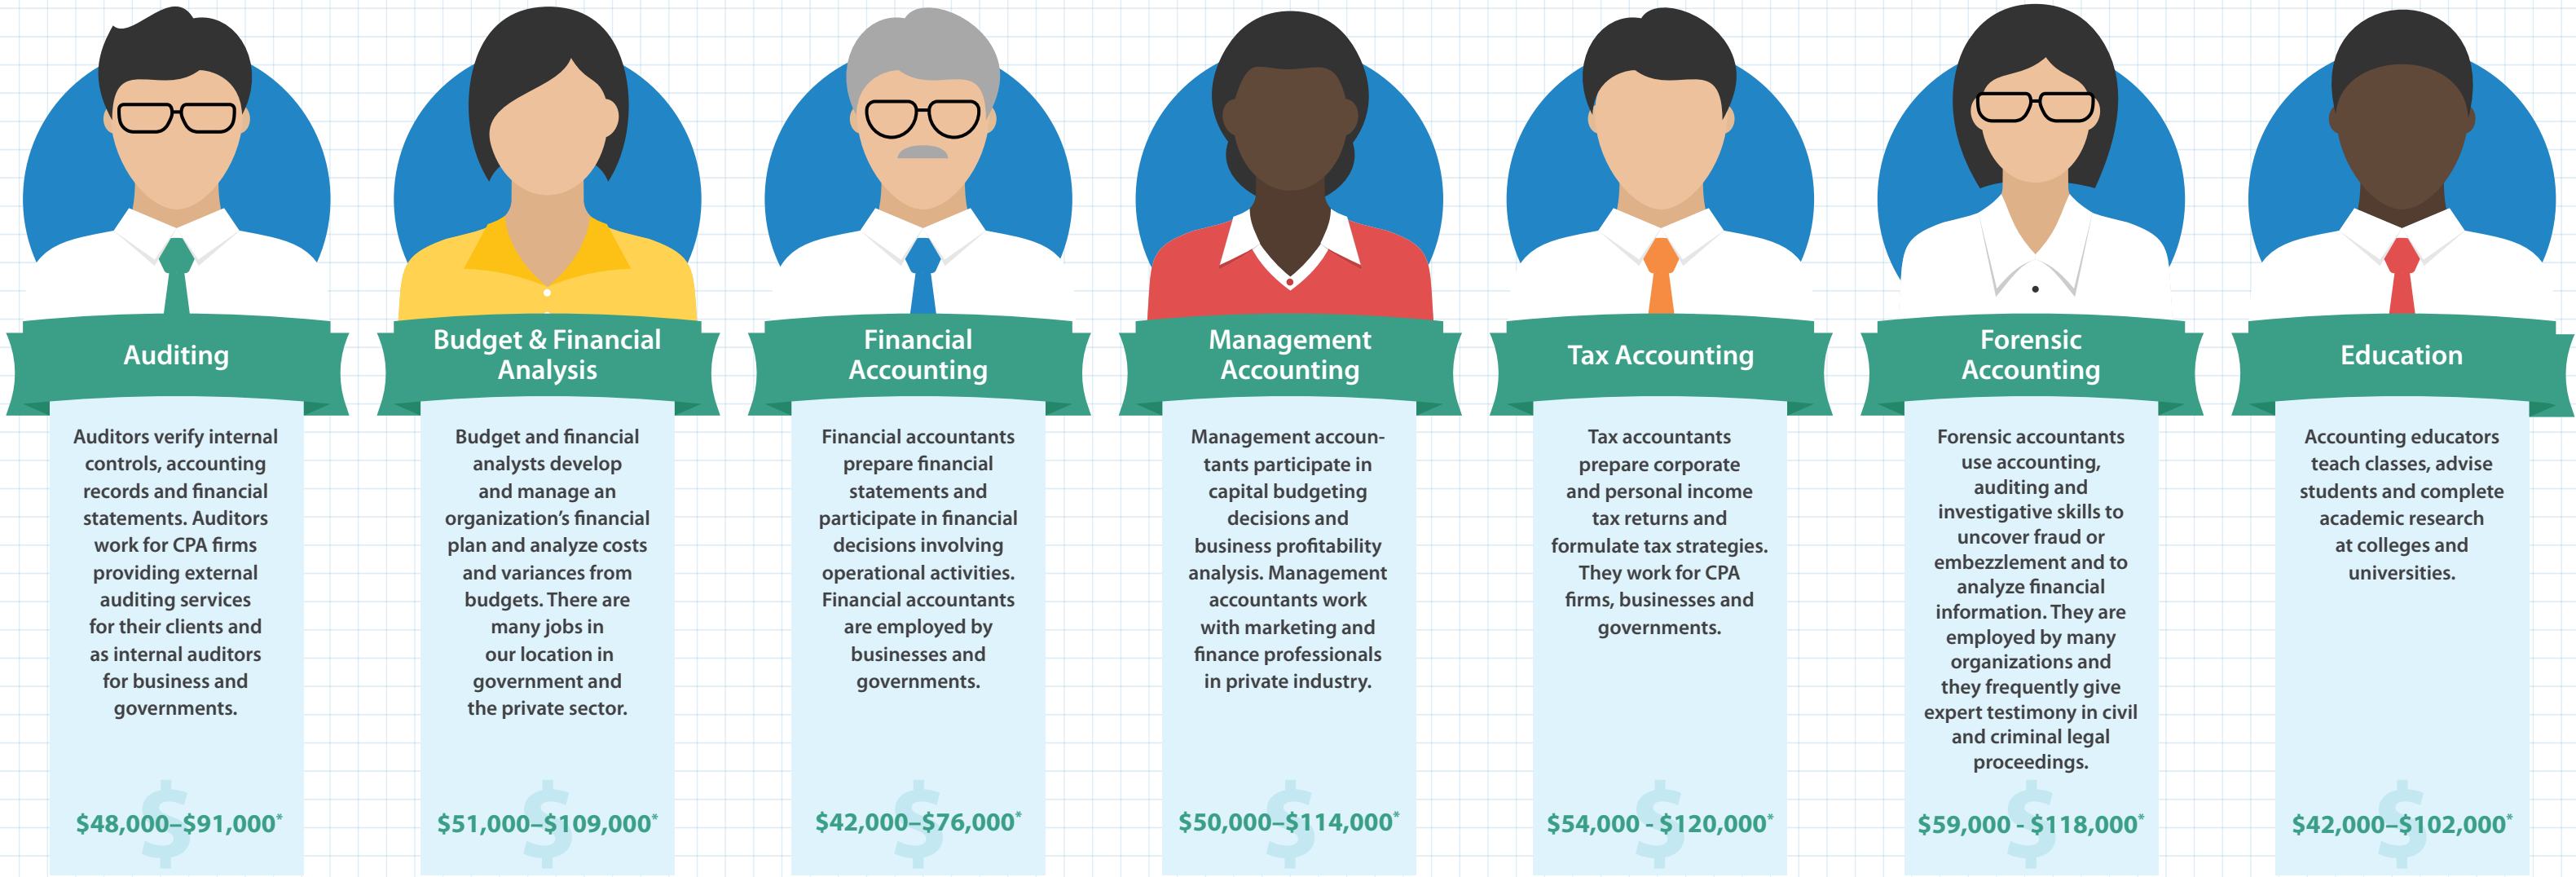 Auditing
Auditors verify internal
controls, accounting
records and financial
statements. Auditors
work for CPA firms
providing external
auditing services
for their clients and
as internal auditors
for business and
governments.
$
$48,000–$91,000*
Budget & Financial
Analysis
Budget and financial
analysts develop
and manage an
organization’s financial
plan and analyze costs
and variances from
budgets. There are
many jobs in
our location in
government and
the private sector.
$
$51,000–$109,000*
Financial
Accounting
Financial accountants
prepare financial
statements and
participate in financial
decisions involving
operational activities.
Financial accountants
are employed by
businesses and
governments.
$
$42,000–$76,000*
Management
Accounting
Management accoun-
tants participate in
capital budgeting
decisions and
business profitability
analysis. Management
accountants work
with marketing and
finance professionals
in private industry.
$
$50,000–$114,000*
Tax Accounting
Tax accountants
prepare corporate
and personal income
tax returns and
formulate tax strategies.
They work for CPA
firms, businesses and
governments.
$
$54,000 - $120,000*
Forensic
Accounting
Forensic accountants
use accounting,
auditing and
investigative skills to
uncover fraud or
embezzlement and to
analyze financial
information. They are
employed by many
organizations and
they frequently give
expert testimony in civil
and criminal legal
proceedings.
$
$59,000 - $118,000*
Education
Accounting educators
teach classes, advise
students and complete
academic research
at colleges and
universities.
$
$42,000–$102,000*